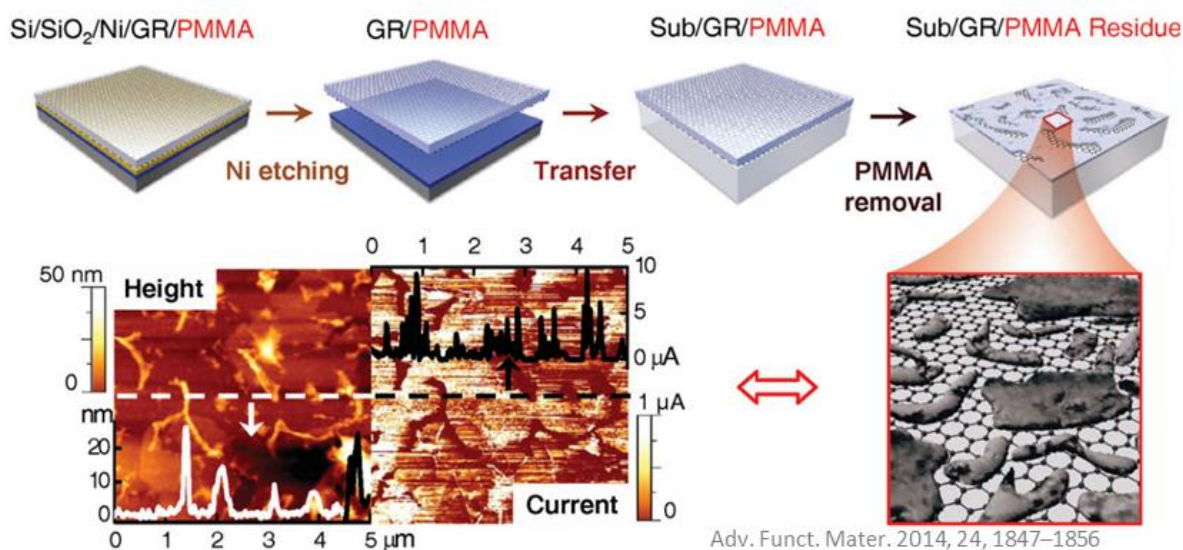 Si/SiO₂/Ni/GR/PMMA
GR/PMMA
Sub/GR/PMMA
Sub/GR/PMMA Residue
Ni etching
Transfer
PMMA
removal
0 1 2 3 4 5
50 nm
0
Height
10
5
0 μA
nm
20
10
0
0 1 2 3 4 5 μm
1 μA
0
Current
Adv. Funct. Mater. 2014, 24, 1847–1856